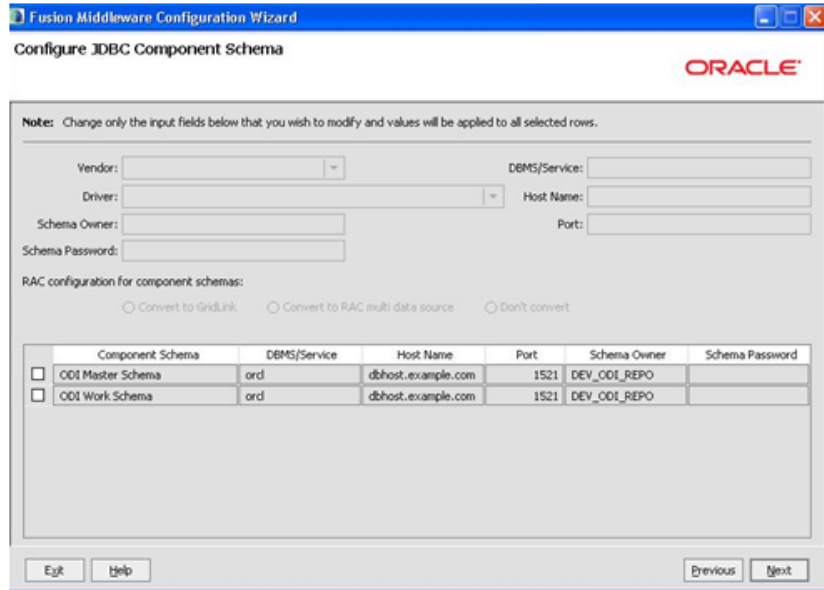 Fusion Middleware Configuration Wizard
Configure JDBC Component Schema
ORACLE
Note: Change only the input fields below that you wish to modify and values will be applied to all selected rows.
Vendor: DBMS/Service:
Driver: Host Name:
Schema Owner: Port:
Schema Password:
RAC configuration for component schemas:
Convert to GridLink Convert to RAC multi data source Don't convert
Component Schema DBMS/Service Host Name Port Schema Owner Schema Password
ODI Master Schema orcl dbhost.example.com 1521 DEV_ODI_REPO
ODI Work Schema orcl dbhost.example.com 1521 DEV_ODI_REPO
Exit Help Previous Next